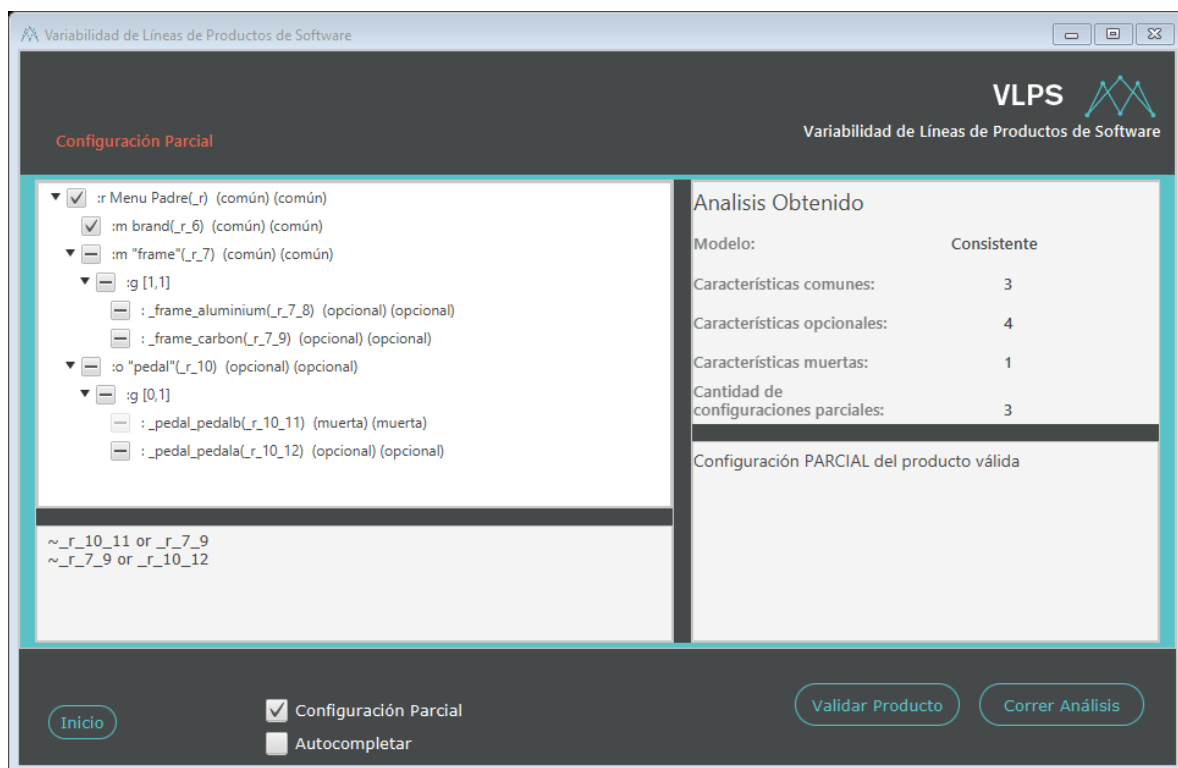 Variabilidad de Líneas de Productos de Software
VLPS
Variabilidad de Líneas de Productos de Software
Configuración Parcial
:r Menu Padre(_r) (común) (común)
:m brand(_r_6) (común) (común)
:m "frame"(_r_7) (común) (común)
:g [1,1]
: _frame_aluminium(_r_7_8) (opcional) (opcional)
: _frame_carbon(_r_7_9) (opcional) (opcional)
:o "pedal"(_r_10) (opcional) (opcional)
:g [0,1]
: _pedal_pedalb(_r_10_11) (muerta) (muerta)
: _pedal_pedala(_r_10_12) (opcional) (opcional)
~_r_10_11 or _r_7_9
~_r_7_9 or _r_10_12
Analisis Obtenido
Modelo: Consistente
Características comunes: 3
Características opcionales: 4
Características muertas: 1
Cantidad de
configuraciones parciales: 3
Configuración PARCIAL del producto válida
Inicio
Configuración Parcial
Autocompletar
Validar Producto
Correr Análisis